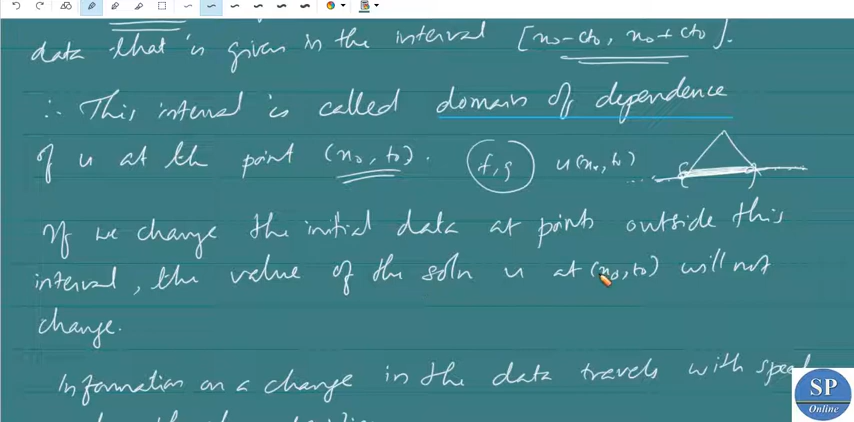 data that is given in the interval [x₀-ct₀, x₀+ct₀].
∴ This interval is called domain of dependence
of u at the point (x₀, t₀). (f, g) u(x₀, t₀)
If we change the initial data at points outside this
interval, the value of the soln u at (x₀, t₀) will not
change.
Information on a change in the data travels with speed
SP
Online